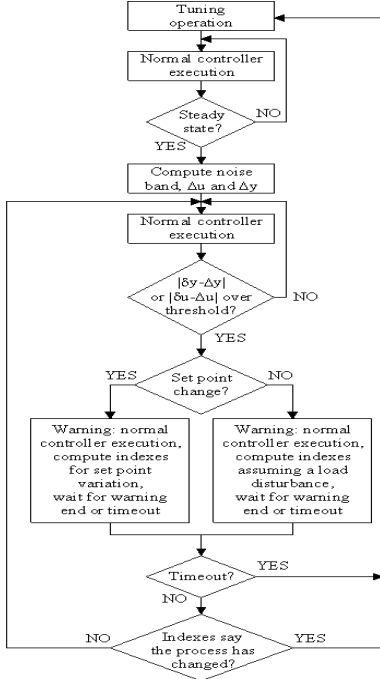 Tuning
operation
Normal controller
execution
Steady
state?
NO
YES
Compute noise
band, Δu and Δy
Normal controller
execution
|δy-Δy|
or |δu-Δu| over
threshold?
NO
YES
YES
Set point
change?
NO
Warning: normal
controller execution,
compute indexes
for set point
variation,
wait for warning
end or timeout
Warning: normal
controller execution,
compute indexes
assuming a load
disturbance,
wait for warning
end or timeout
Timeout?
YES
NO
NO
Indexes say
the process has
changed?
YES